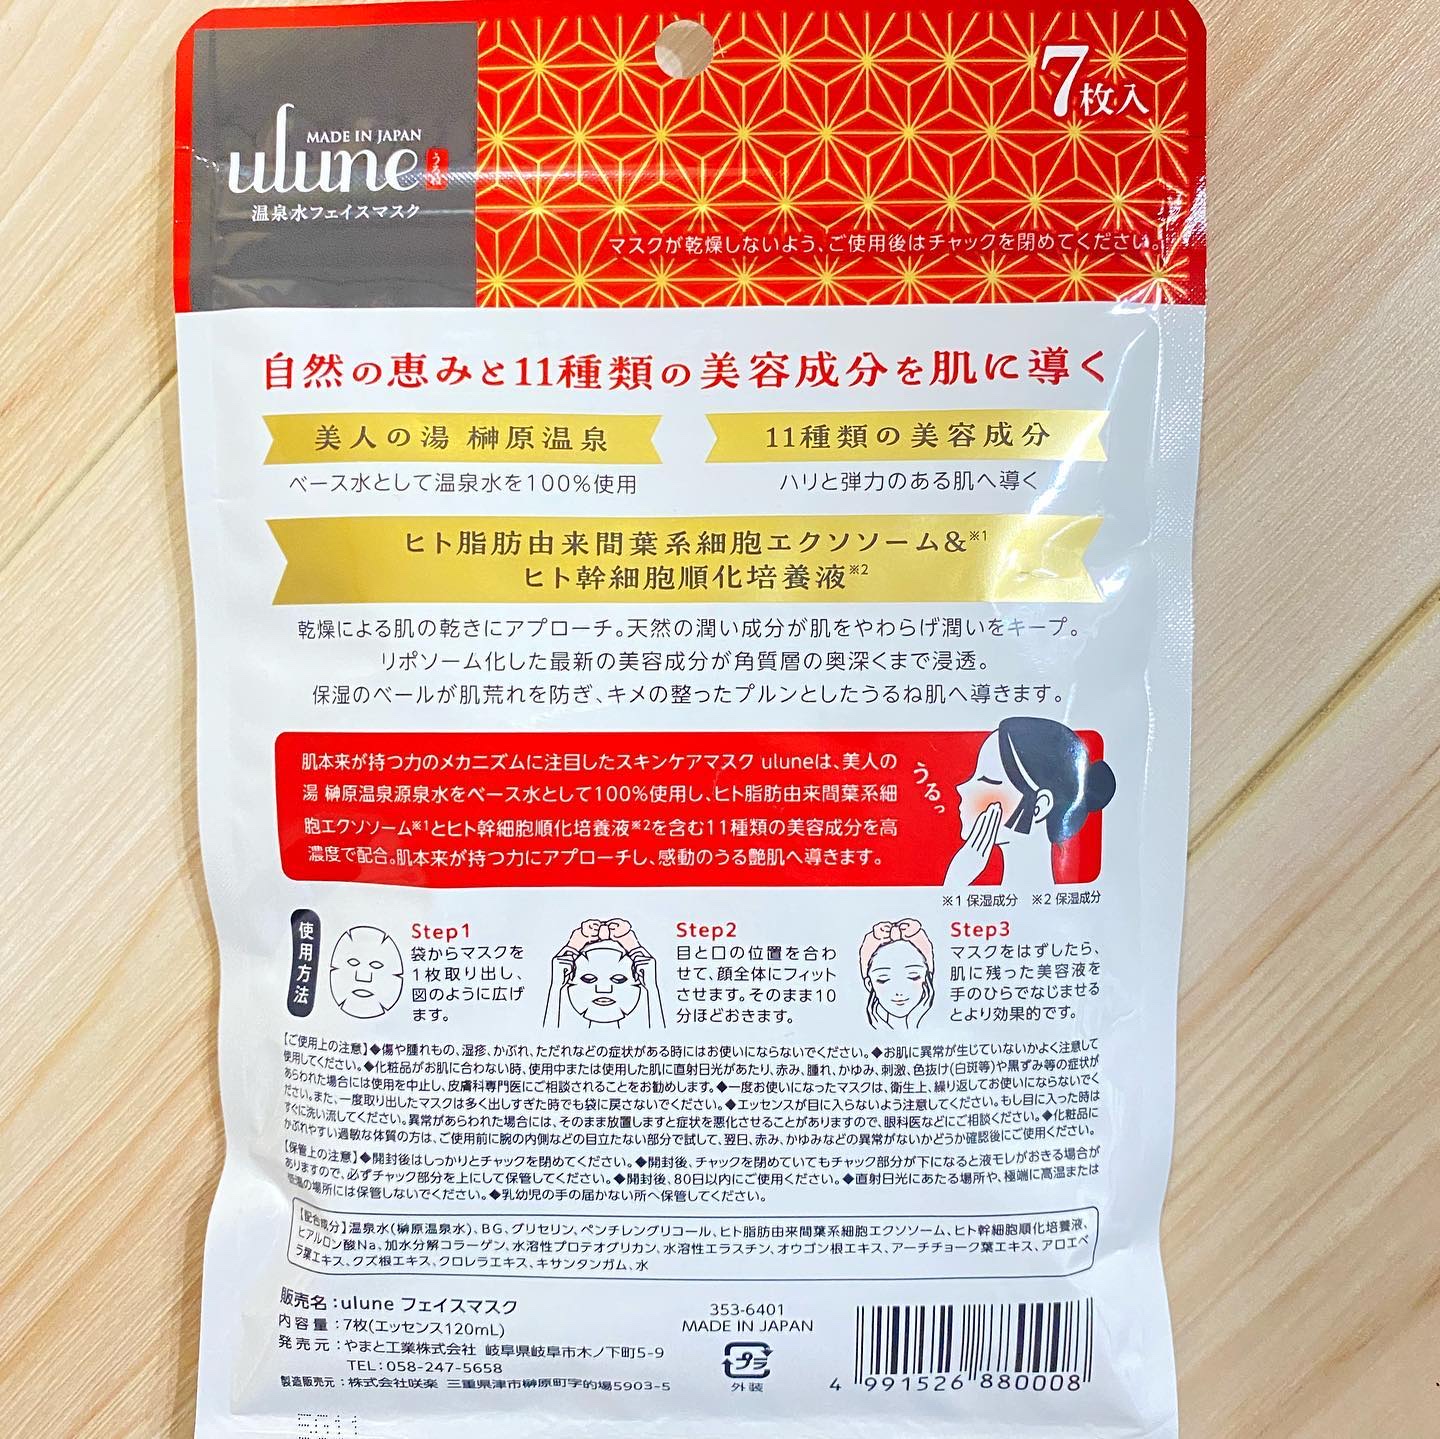 MADE IN JAPAN
ulune
うるね
温泉水フェイスマスク
7枚入
マスクが乾燥しないよう、ご使用後はチャックを閉めてください。
自然の恵みと11種類の美容成分を肌に導く
美人の湯 榊原温泉
ベース水として温泉水を100%使用
11種類の美容成分
ハリと弾力のある肌へ導く
ヒト脂肪由来間葉系細胞エクソソーム&※1
ヒト幹細胞順化培養液※2
乾燥による肌の乾きにアプローチ。天然の潤い成分が肌をやわらげ潤いをキープ。
リポソーム化した最新の美容成分が角質層の奥深くまで浸透。
保湿のベールが肌荒れを防ぎ、キメの整ったプルンとしたうるね肌へ導きます。
肌本来が持つ力のメカニズムに注目したスキンケアマスク uluneは、美人の
湯 榊原温泉源泉水をベース水として100%使用し、ヒト脂肪由来間葉系細
胞エクソソーム※1とヒト幹細胞順化培養液※2を含む11種類の美容成分を高
濃度で配合。肌本来が持つ力にアプローチし、感動のうる艶肌へ導きます。
うるっ
※1 保湿成分 ※2 保湿成分
使用方法
Step1
袋からマスクを
1枚取り出し、
図のように広げ
ます。
Step2
目と口の位置を合わ
せて、顔全体にフィット
させます。そのまま10
分ほどおきます。
Step3
マスクをはずしたら、
肌に残った美容液を
手のひらでなじませる
とより効果的です。
【ご使用上の注意】◆傷や腫れもの、湿疹、かぶれ、ただれなどの症状がある時にはお使いにならないでください。◆お肌に異常が生じていないかよく注意して
使用してください。◆化粧品がお肌に合わない時、使用中または使用した肌に直射日光があたり、赤み、腫れ、かゆみ、刺激、色抜け(白斑等)や黒ずみ等の症状が
あらわれた場合には使用を中止し、皮膚科専門医にご相談されることをお勧めします。◆一度お使いになったマスクは、衛生上、繰り返してお使いにならないでく
ださい。また、一度取り出したマスクは多く出しすぎた時でも袋に戻さないでください。◆エッセンスが目に入らないよう注意してください。もし目に入った時は
すぐに洗い流してください。異常があらわれた場合には、そのまま放置しますと症状を悪化させることがありますので、眼科医などにご相談ください。◆化粧品に
かぶれやすい過敏な体質の方は、ご使用前に腕の内側などの目立たない部分で試して、翌日、赤み、かゆみなどの異常がないかどうか確認後にご使用ください。
【保管上の注意】◆開封後はしっかりとチャックを閉めてください。◆開封後、チャックを閉めていてもチャック部分が下になると液モレがおきる場合が
ありますので、必ずチャック部分を上にして保管してください。◆開封後、80日以内にご使用ください。◆直射日光にあたる場所や、極端に高温または
低温の場所には保管しないでください。◆乳幼児の手の届かない所へ保管してください。
【配合成分】温泉水(榊原温泉水)、BG、グリセリン、ペンチレングリコール、ヒト脂肪由来間葉系細胞エクソソーム、ヒト幹細胞順化培養液、
ヒアルロン酸Na、加水分解コラーゲン、水溶性プロテオグリカン、水溶性エラスチン、オウゴン根エキス、アーチチョーク葉エキス、アロエベ
ラ葉エキス、クズ根エキス、クロレラエキス、キサンタンガム、水
販売名:ulune フェイスマスク
内容量:7枚(エッセンス120mL)
発売元:やまと工業株式会社 岐阜県岐阜市木ノ下町5-9
TEL:058-247-5658
製造販売元:株式会社咲楽 三重県津市榊原町字的場5903-5
353-6401
MADE IN JAPAN
プラ
外装
4 991526 880008